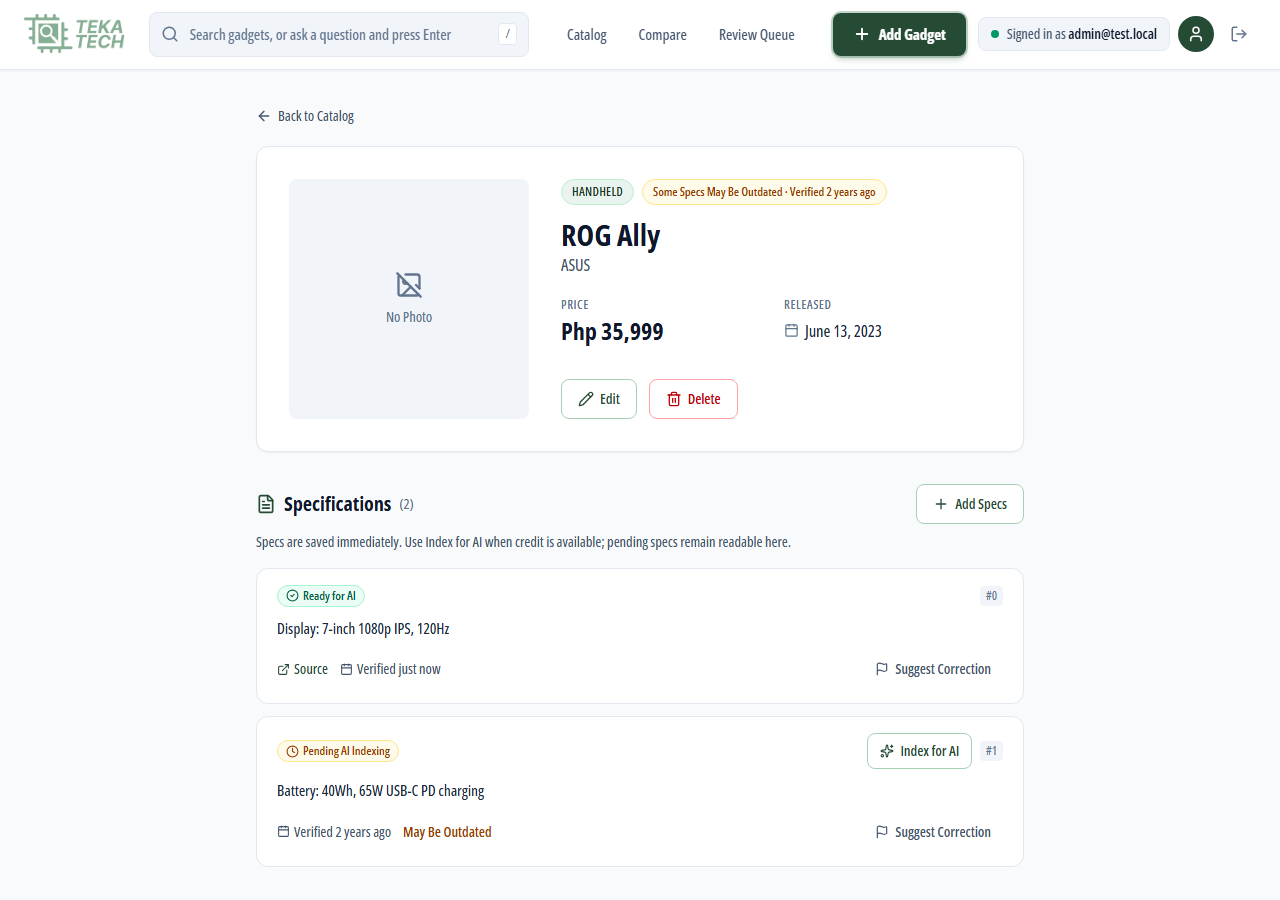 TEKA
TECH
Search gadgets, or ask a question and press Enter
/
Catalog
Compare
Review Queue
Add Gadget
Signed in as admin@test.local
Back to Catalog
No Photo
HANDHELD
Some Specs May Be Outdated · Verified 2 years ago
ROG Ally
ASUS
PRICE
RELEASED
Php 35,999
June 13, 2023
Edit
Delete
Specifications (2)
Add Specs
Specs are saved immediately. Use Index for AI when credit is available; pending specs remain readable here.
Ready for AI
#0
Display: 7-inch 1080p IPS, 120Hz
Source
Verified just now
Suggest Correction
Pending AI Indexing
Index for AI
#1
Battery: 40Wh, 65W USB-C PD charging
Verified 2 years ago
May Be Outdated
Suggest Correction